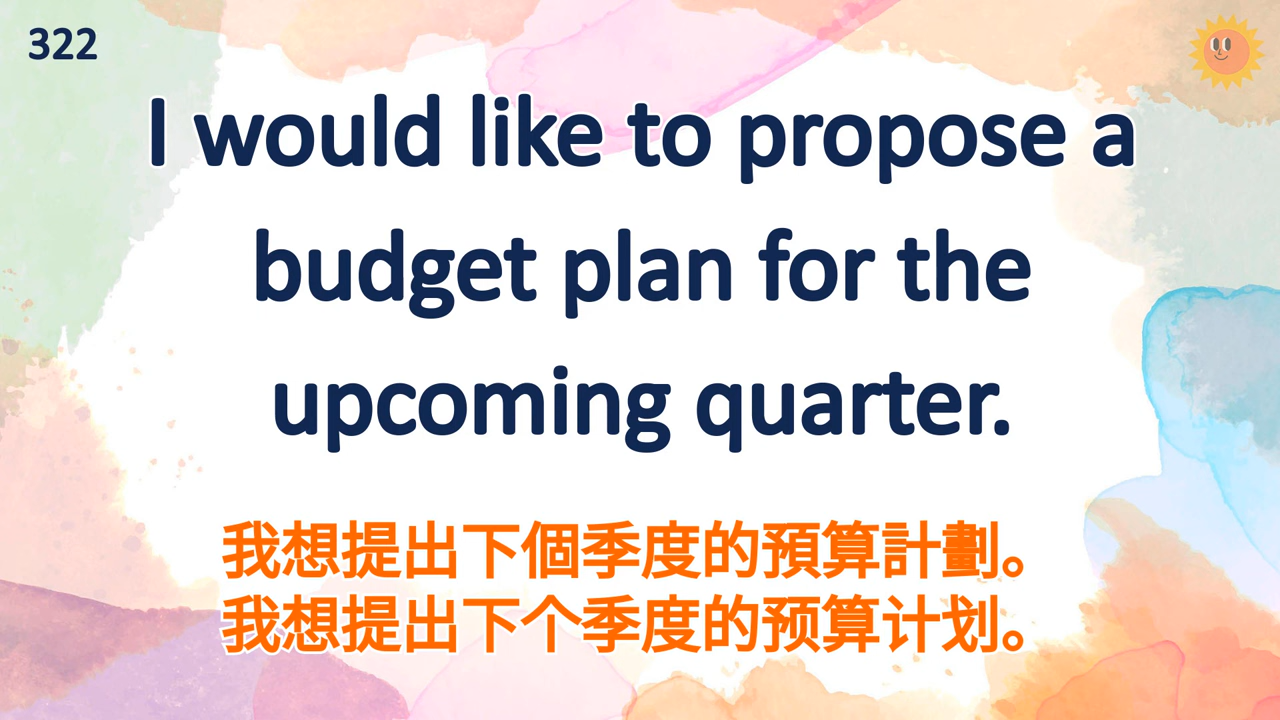 322
I would like to propose a
budget plan for the
upcoming quarter.
我想提出下個季度的預算計劃。
我想提出下个季度的预算计划。